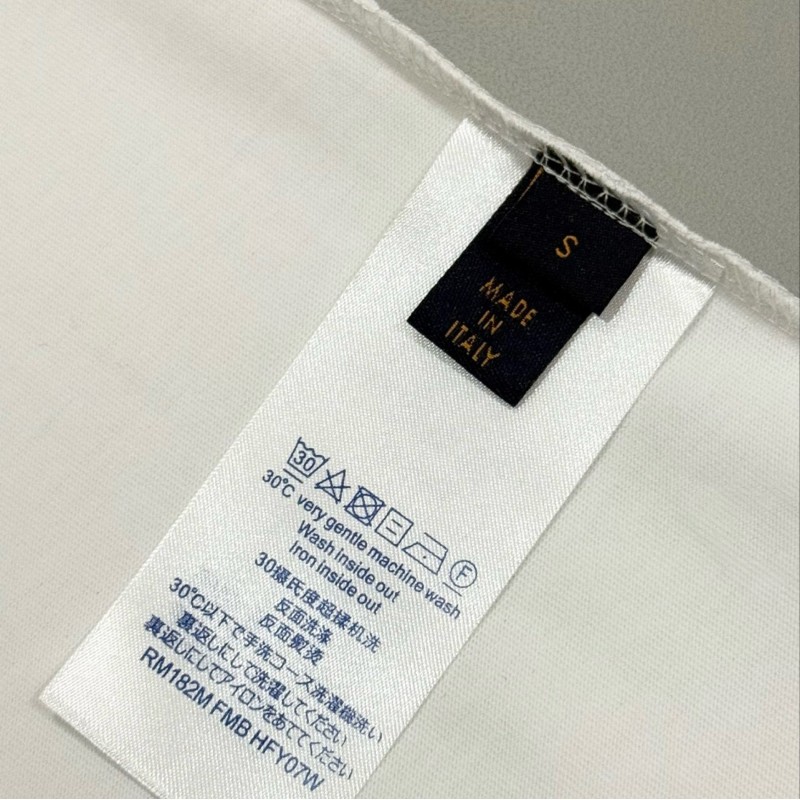 S
MADE
IN
ITALY
30
F
30°C very gentle machine wash
Wash inside out
Iron inside out
30摄氏度超揉机洗
反面洗涤
反面熨烫
30℃以下で手洗コース洗濯機洗い
裏返しにして洗濯してください
裏返しにしてアイロンをあててください
RM182M FMB HFY07W